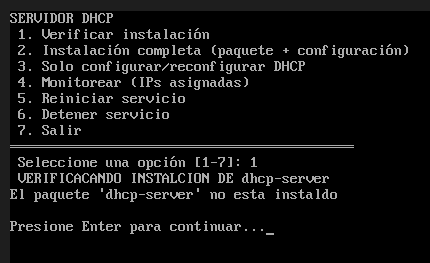 SERVIDOR DHCP
1. Verificar instalación
2. Instalación completa (paquete + configuración)
3. Solo configurar/reconfigurar DHCP
4. Monitorear (IPs asignadas)
5. Reiniciar servicio
6. Detener servicio
7. Salir
Seleccione una opción [1-7]: 1
VERIFICACANDO INSTALCION DE dhcp-server
El paquete 'dhcp-server' no esta instaldo
Presione Enter para continuar..._